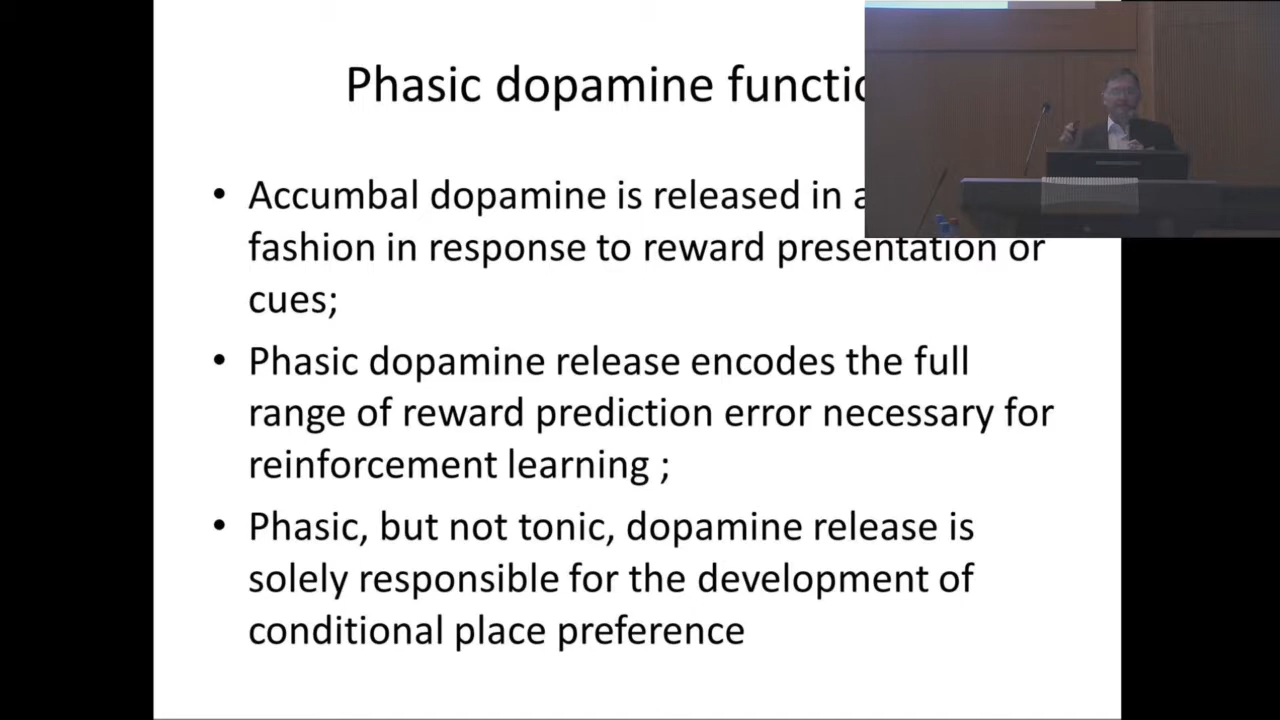 Phasic dopamine functio
• Accumbal dopamine is released in a
fashion in response to reward presentation or
cues;
• Phasic dopamine release encodes the full
range of reward prediction error necessary for
reinforcement learning ;
• Phasic, but not tonic, dopamine release is
solely responsible for the development of
conditional place preference